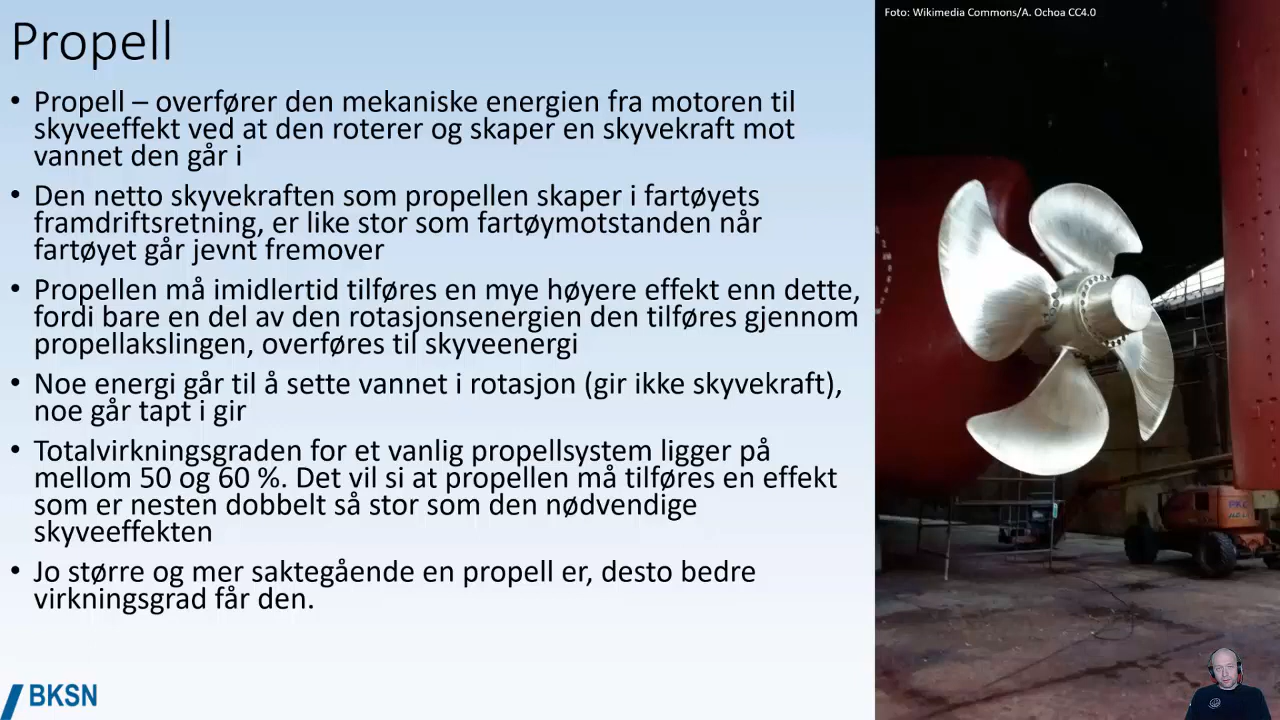 Propell
Foto: Wikimedia Commons/A. Ochoa CC4.0
• Propell – overfører den mekaniske energien fra motoren til
skyveeffekt ved at den roterer og skaper en skyvekraft mot
vannet den går i
• Den netto skyvekraften som propellen skaper i fartøyets
framdriftsretning, er like stor som fartøymotstanden når
fartøyet går jevnt fremover
• Propellen må imidlertid tilføres en mye høyere effekt enn dette,
fordi bare en del av den rotasjonsenergien den tilføres gjennom
propellakslingen, overføres til skyveenergi
• Noe energi går til å sette vannet i rotasjon (gir ikke skyvekraft),
noe går tapt i gir
• Totalvirkningsgraden for et vanlig propellsystem ligger på
mellom 50 og 60 %. Det vil si at propellen må tilføres en effekt
som er nesten dobbelt så stor som den nødvendige
skyveeffekten
• Jo større og mer saktegående en propell er, desto bedre
virkningsgrad får den.
BKSN